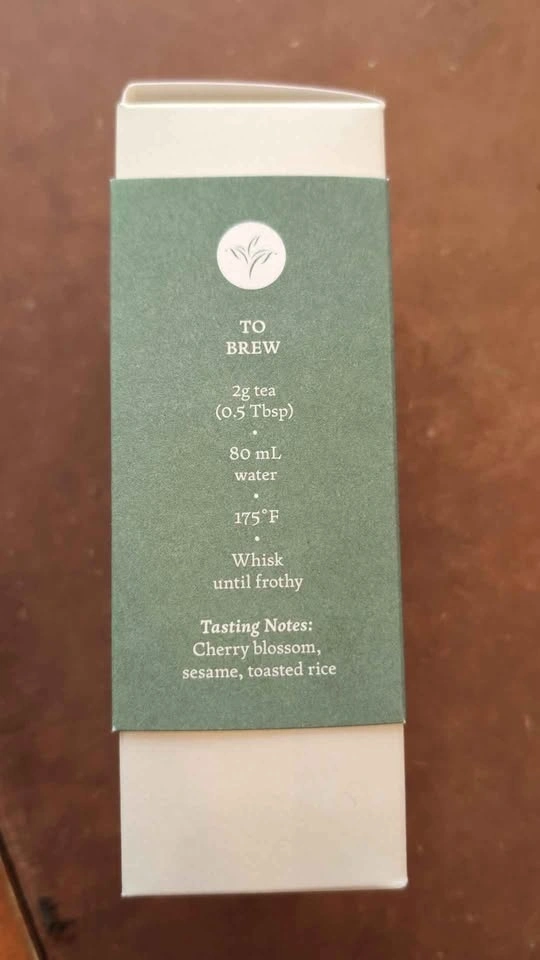 TO
BREW
2g tea
(0.5 Tbsp)
•
80 mL
water
•
175°F
•
Whisk
until frothy
Tasting Notes:
Cherry blossom,
sesame, toasted rice